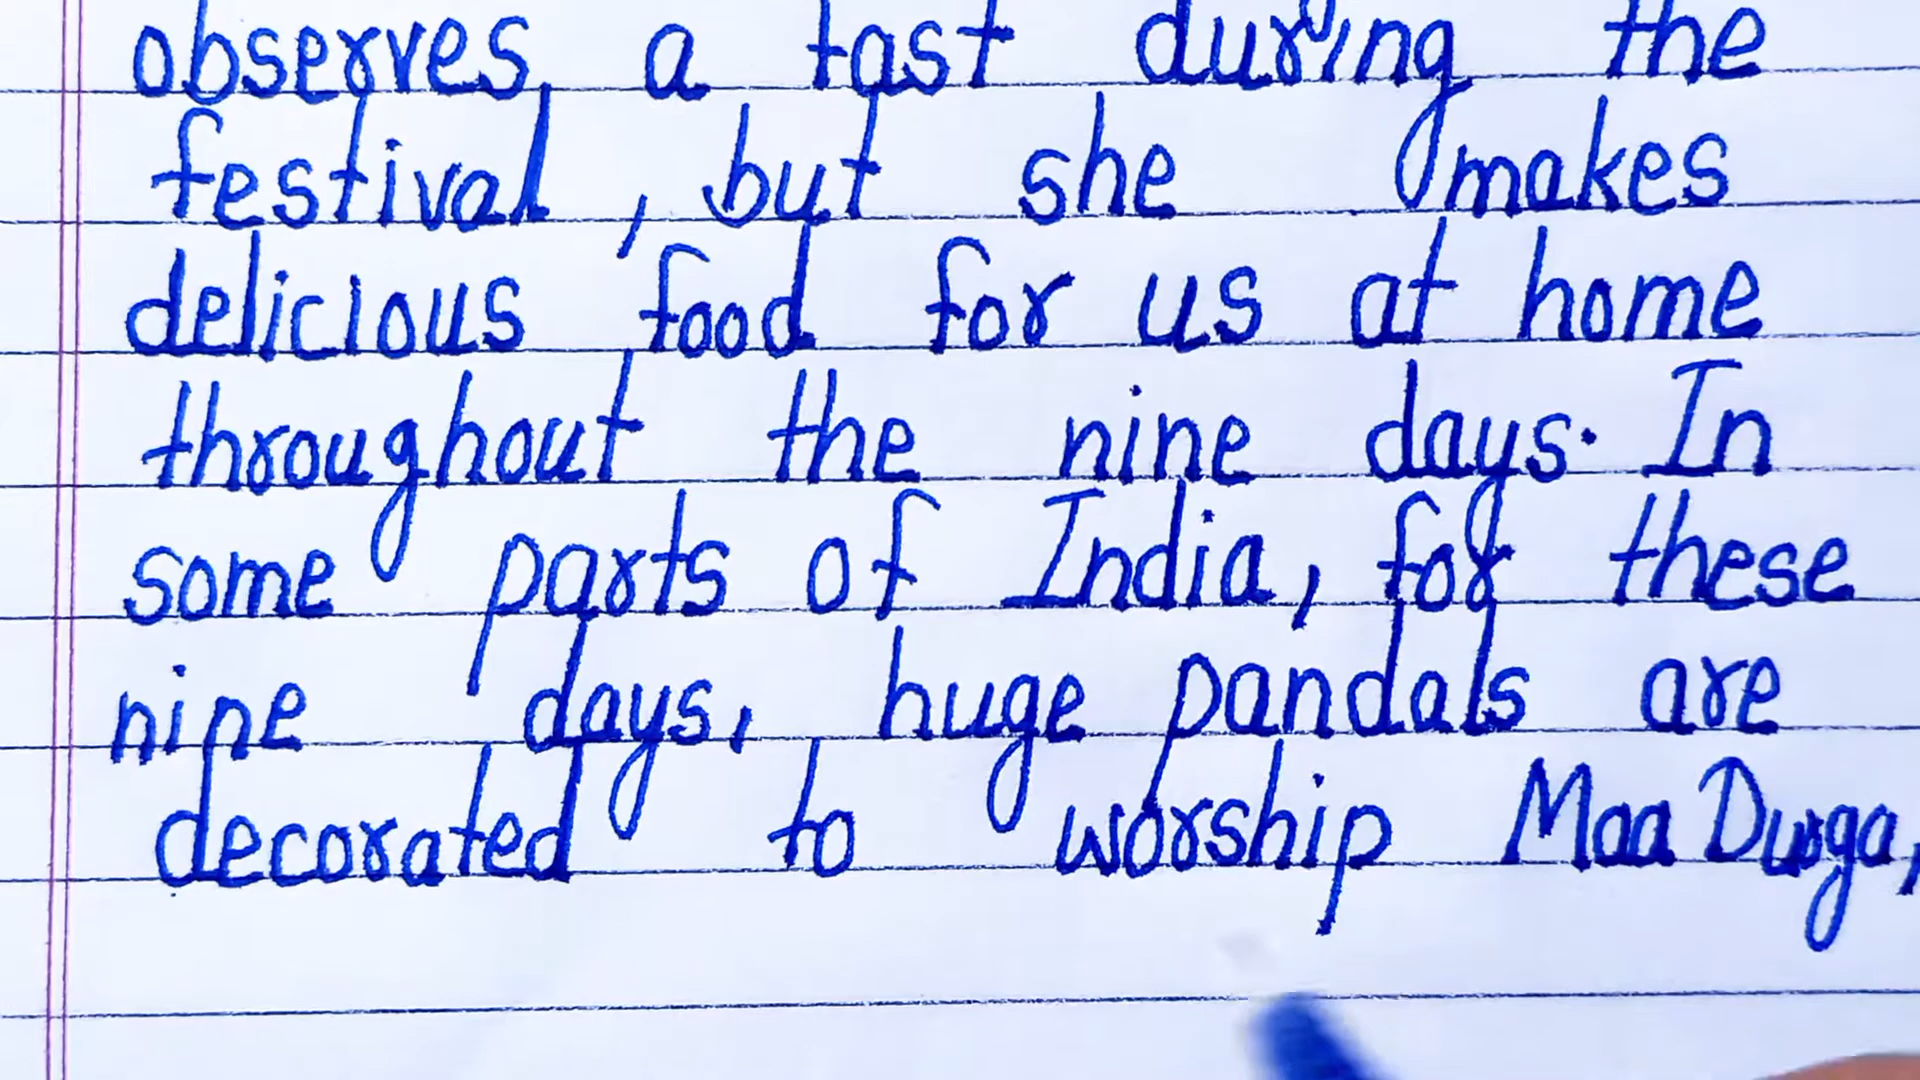 observes a fast during the
festival, but she makes
delicious food for us at home
throughout the nine days. In
some parts of India, for these
nine days, huge pandals are
decorated to worship Maa Durga,